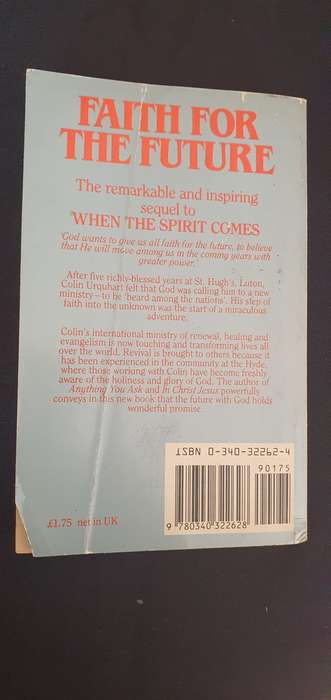 FAITH FOR
THE FUTURE
The remarkable and inspiring
sequel to
WHEN THE SPIRIT COMES
'God wants to give us all faith for the future, to believe
that He will move among us in the coming years with
greater power.'
After five richly-blessed years at St. Hugh's, Luton,
Colin Urquhart felt that God was calling him to a new
ministry – to be 'heard among the nations'. His step of
faith into the unknown was the start of a miraculous
adventure.
Colin's international ministry of renewal, healing and
evangelism is now touching and transforming lives all
over the world. Revival is brought to others because it
has been experienced in the community at the Hyde,
where those working with Colin have become freshly
aware of the holiness and glory of God. The author of
Anything You Ask and In Christ Jesus powerfully
conveys in this new book that the future with God holds
wonderful promise.
ISBN 0-340-32262-4
90175
9 780340 322628
£1.75 net in UK